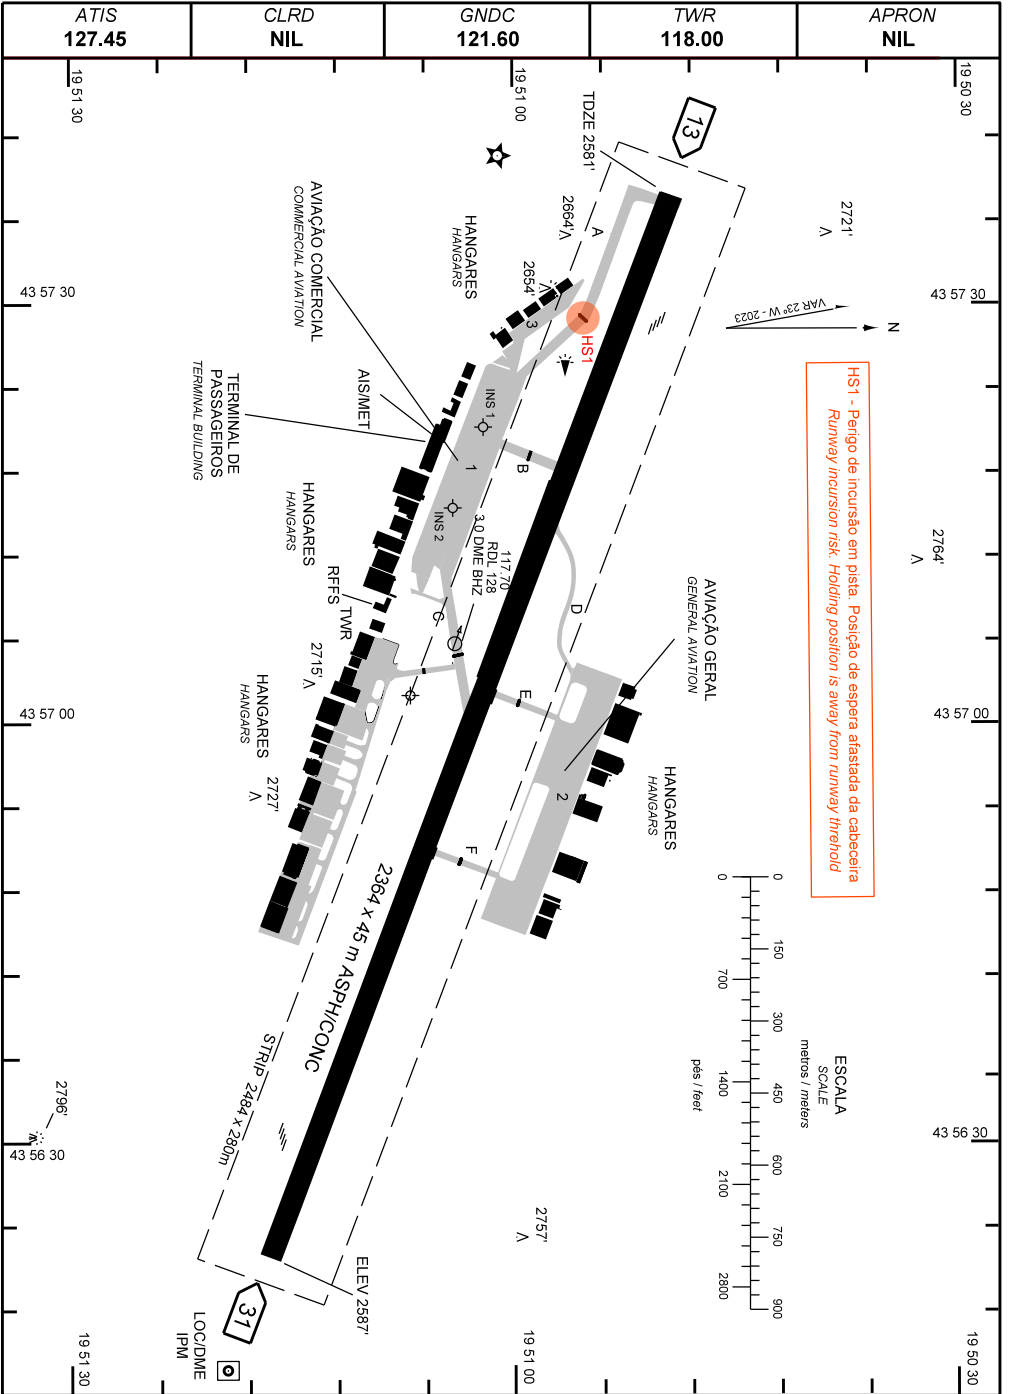 ATIS
127.45
CLRD
NIL
GNDC
121.60
TWR
118.00
APRON
NIL
19 51 30
19 51 00
19 50 30
13
TDZE 2581'
2721'
2664'
A
HANGARES
HANGARS
2654'
3
HS1
AVIAÇÃO COMERCIAL
COMMERCIAL AVIATION
43 57 30
43 57 30
VAR 23° W - 2023
N
HS1 - Perigo de incursão em pista. Posição de espera afastada da cabeceira
Runway incursion risk. Holding position is away from runway threhold
AIS/MET
TERMINAL DE
PASSAGEIROS
TERMINAL BUILDING
INS 1
1
B
INS 2
HANGARES
HANGARS
RFFS
TWR
117.70
RDL 128
3.0 DME BHZ
2764'
D
AVIAÇÃO GERAL
GENERAL AVIATION
C
2715'
HANGARES
HANGARS
E
43 57 00
43 57 00
2727'
2
HANGARES
HANGARS
F
2364 x 45 m ASPH/CONC
STRIP 2484 x 280m
ESCALA
SCALE
metros / meters
0 150 300 450 600 750 900
0 700 1400 2100 2800
pés / feet
2796'
43 56 30
43 56 30
2757'
ELEV 2587'
31
LOC/DME
IPM
19 51 30
19 51 00
19 50 30